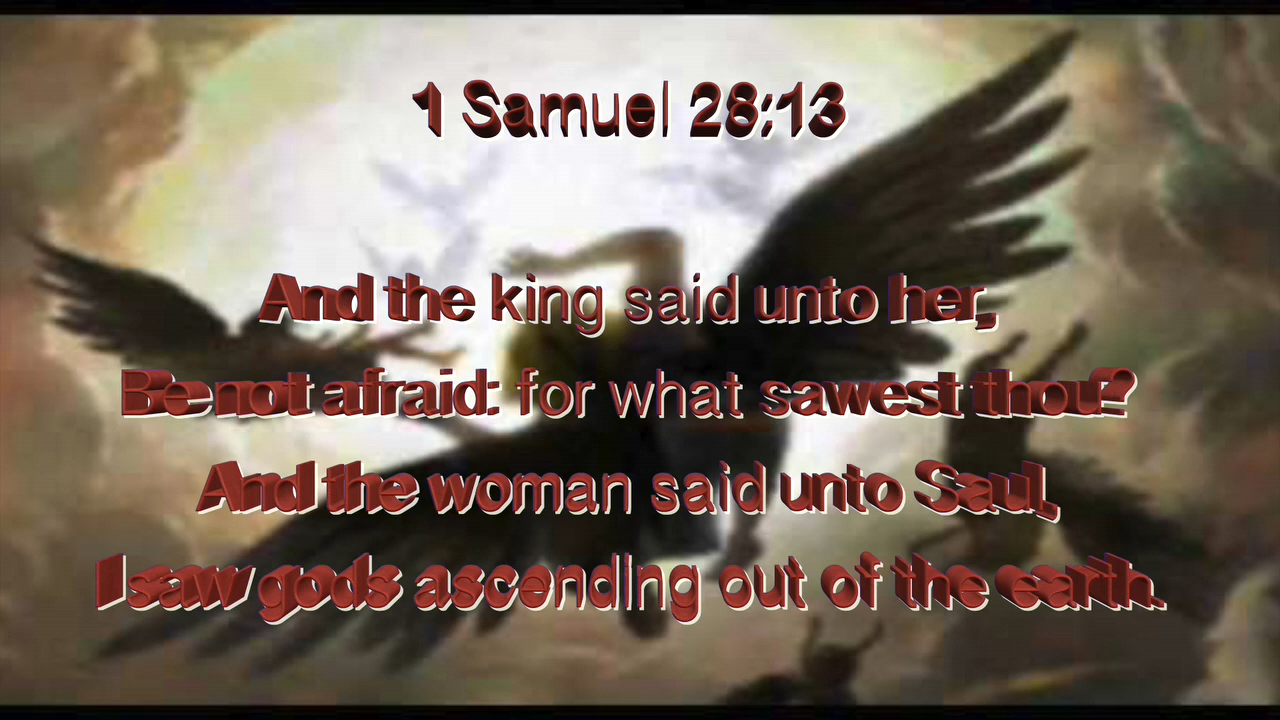 1 Samuel 28:13
And the king said unto her,
Be not afraid: for what sawest thou?
And the woman said unto Saul,
I saw gods ascending out of the earth.